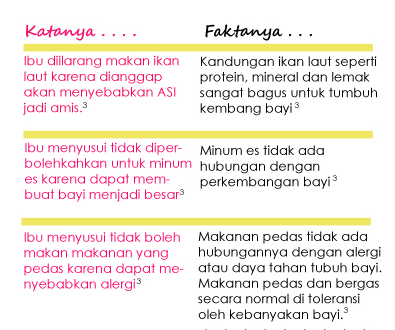 Katanya . . . .
Faktanya . . .
Ibu diilarang makan ikan
laut karena dianggap
akan menyebabkan ASI
jadi amis.³
Kandungan ikan laut seperti
protein, mineral dan lemak
sangat bagus untuk tumbuh
kembang bayi³
Ibu menyusui tidak diper-
bolehkahkan untuk minum
es karena dapat mem-
buat bayi menjadi besar³
Minum es tidak ada
hubungan dengan
perkembangan bayi³
Ibu menyusui tidak boleh
makan makanan yang
pedas karena dapat me-
nyebabkan alergi³
Makanan pedas tidak ada
hubungannya dengan alergi
atau daya tahan tubuh bayi.
Makanan pedas dan bergas
secara normal di toleransi
oleh kebanyakan bayi.³